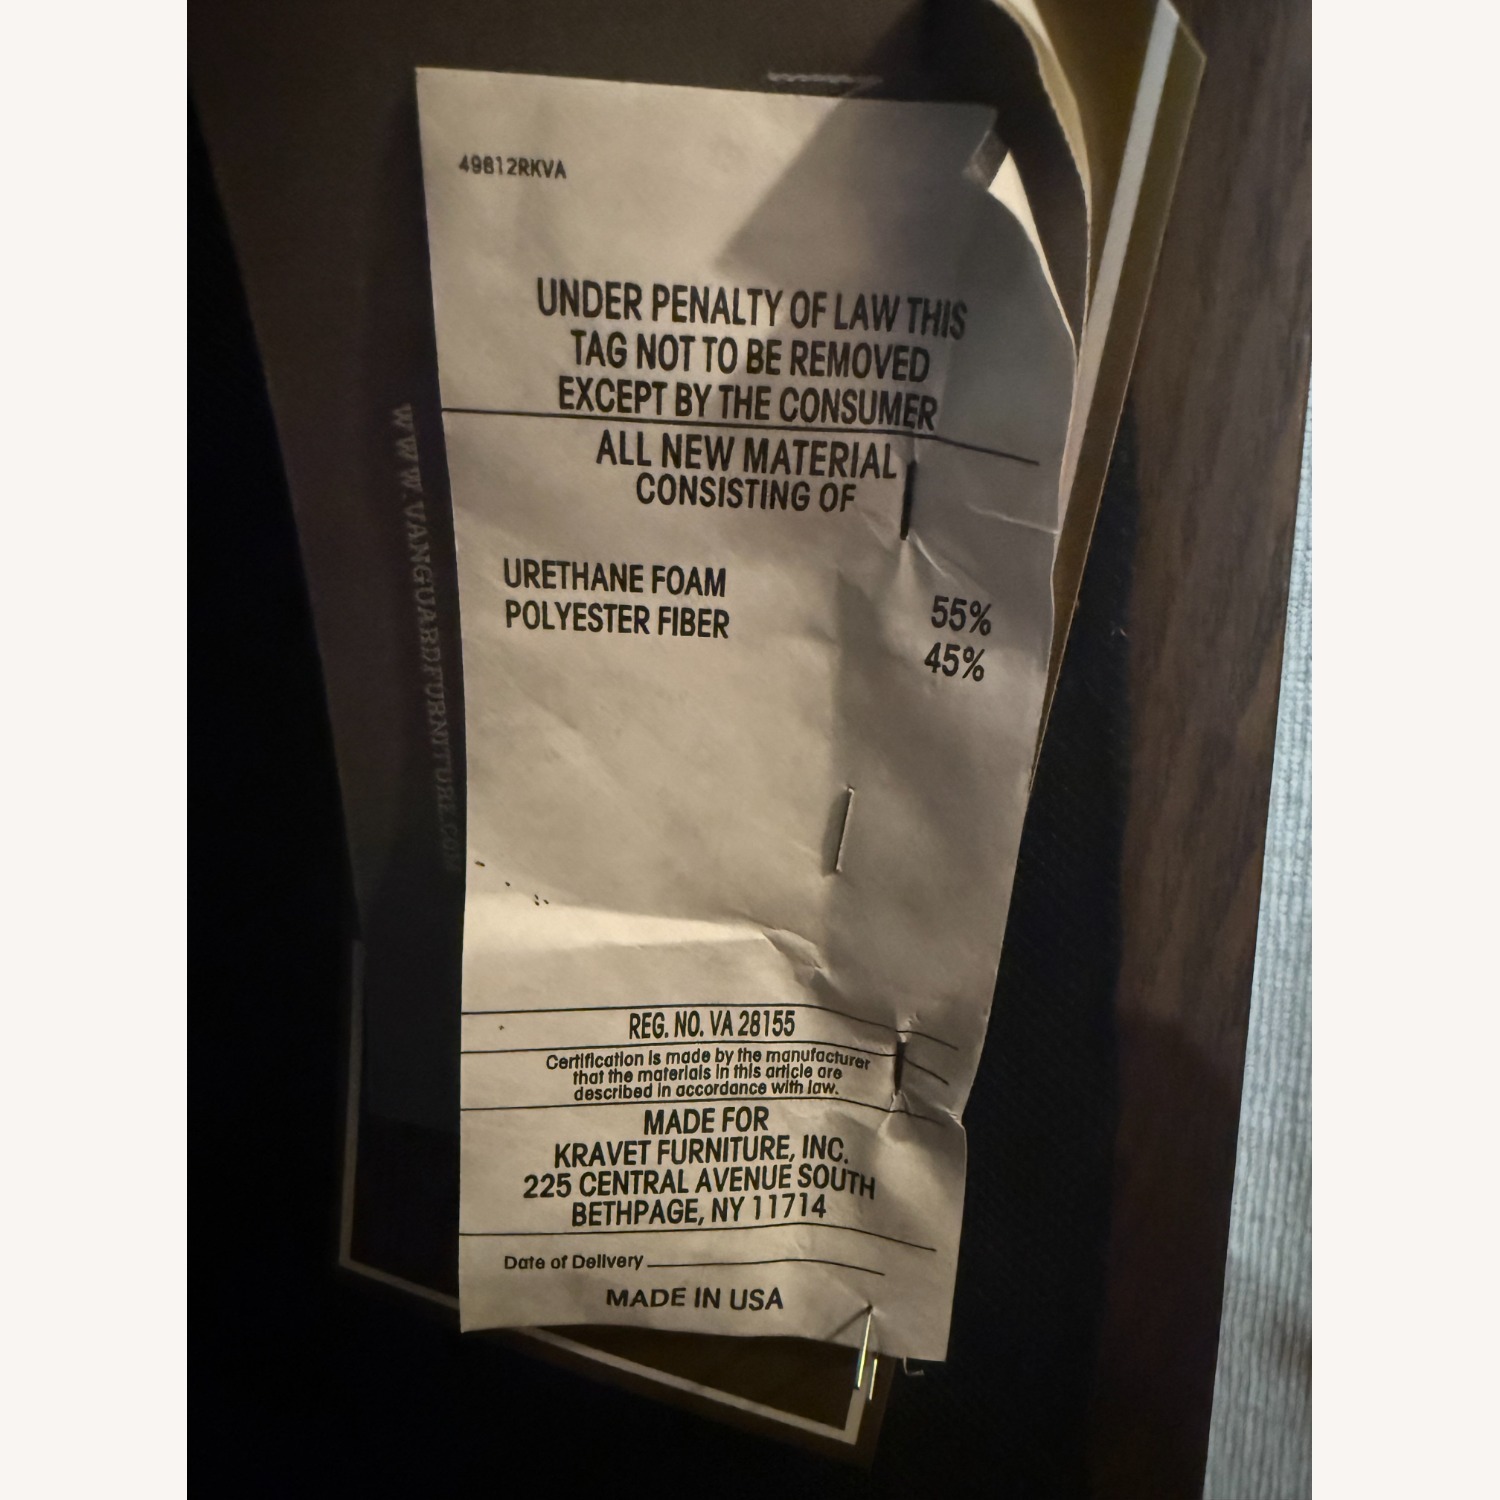 49812RKVA
UNDER PENALTY OF LAW THIS
TAG NOT TO BE REMOVED
EXCEPT BY THE CONSUMER
ALL NEW MATERIAL
CONSISTING OF
URETHANE FOAM 55%
POLYESTER FIBER 45%
REG. NO. VA 28155
Certification is made by the manufacturer
that the materials in this article are
described in accordance with law.
MADE FOR
KRAVET FURNITURE, INC.
225 CENTRAL AVENUE SOUTH
BETHPAGE, NY 11714
Date of Delivery
MADE IN USA
WWW.VANGUARDFURNITURE.COM